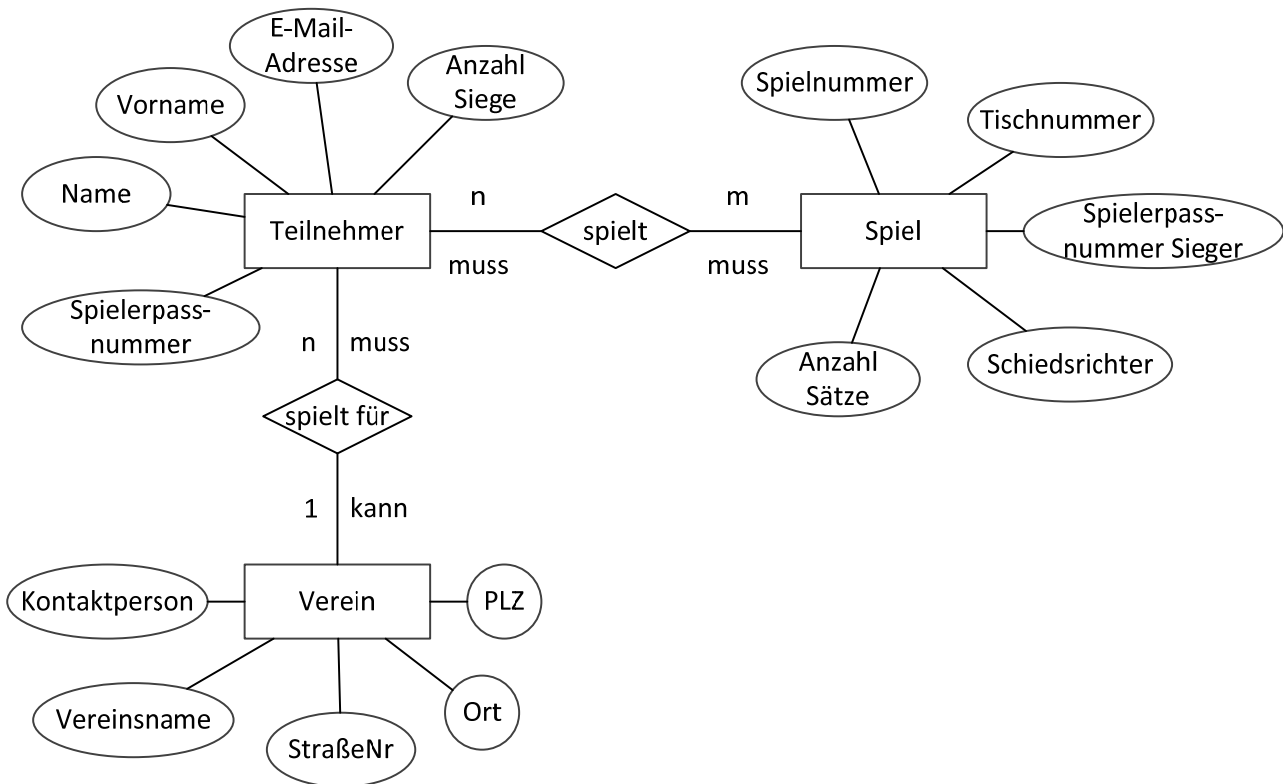 E-Mail-
Adresse
Anzahl
Siege
Vorname
Name
Teilnehmer
Spielerpass-
nummer
n
muss
spielt
m
muss
Spielnummer
Tischnummer
Spiel
Spielerpass-
nummer Sieger
Schiedsrichter
Anzahl
Sätze
n muss
spielt für
1 kann
Kontaktperson
Verein
PLZ
Vereinsname
StraßeNr
Ort